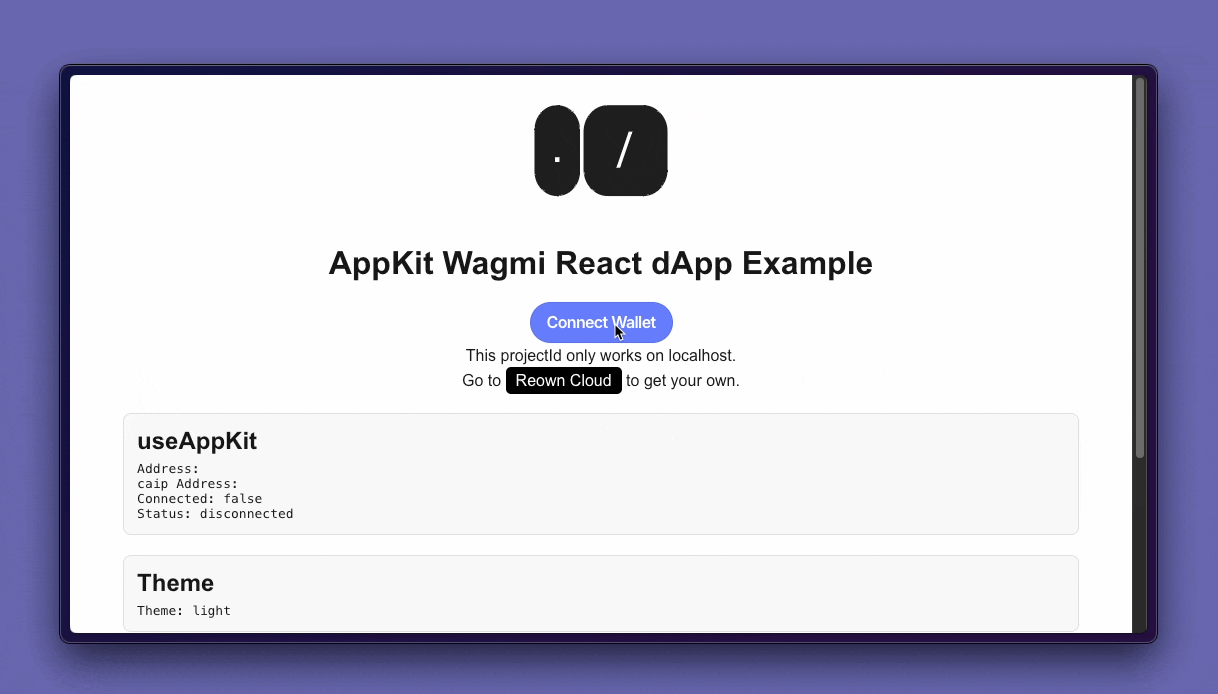 . /
AppKit Wagmi React dApp Example
Connect Wallet
This projectId only works on localhost.
Go to Reown Cloud to get your own.
useAppKit
Address:
caip Address:
Connected: false
Status: disconnected
Theme
Theme: light